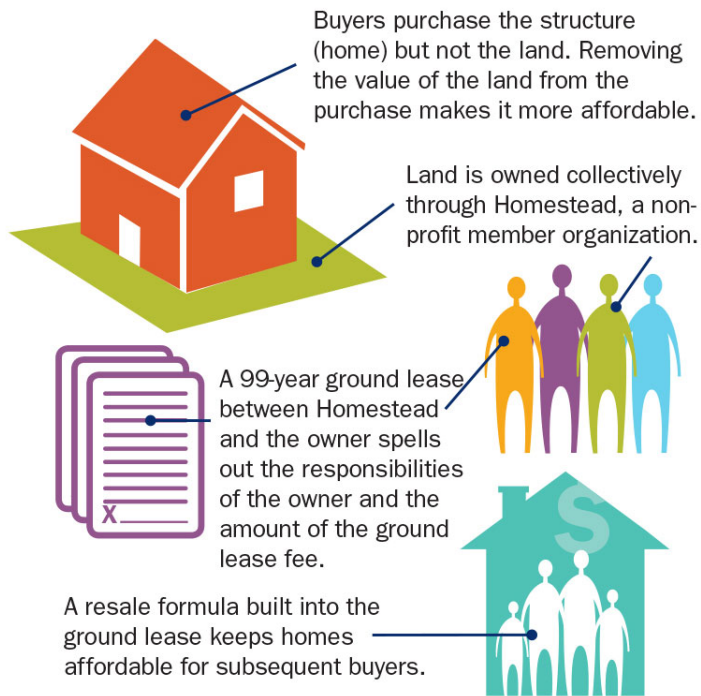 Buyers purchase the structure
(home) but not the land. Removing
the value of the land from the
purchase makes it more affordable.
Land is owned collectively
through Homestead, a non-
profit member organization.
A 99-year ground lease
between Homestead
and the owner spells
out the responsibilities
of the owner and the
amount of the ground
lease fee.
X
S
A resale formula built into the
ground lease keeps homes
affordable for subsequent buyers.